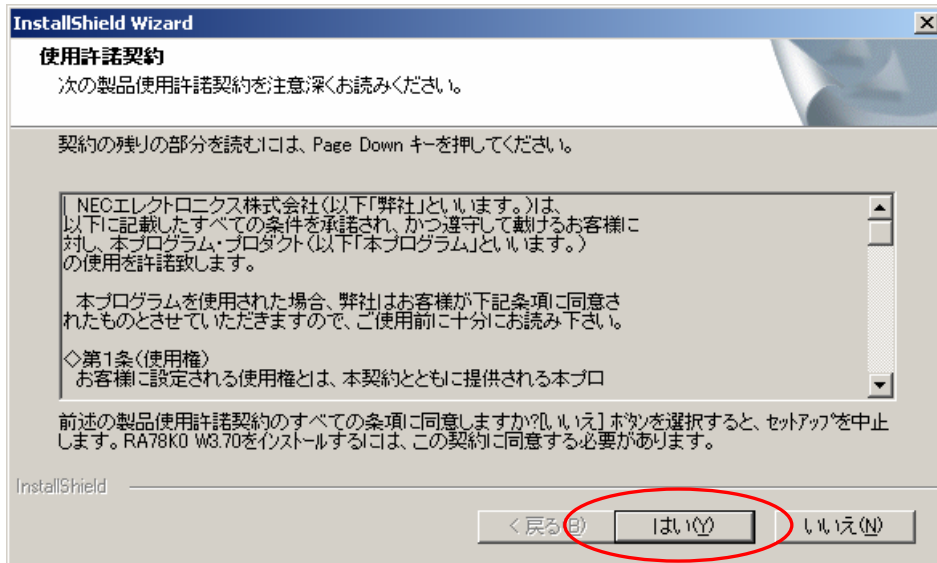 InstallShield Wizard
使用許諾契約
次の製品使用許諾契約を注意深くお読みください。
契約の残りの部分を読むには、Page Down キーを押してください。
NECエレクトロニクス株式会社(以下「弊社」といいます。)は、
以下に記載したすべての条件を承諾され、かつ遵守して戴けるお客様に
対し、本プログラム・プロダクト(以下「本プログラム」といいます。)
の使用を許諾致します。
本プログラムを使用された場合、弊社はお客様が下記条項に同意さ
れたものとさせていただきますので、ご使用前に十分にお読み下さい。
◇第1条(使用権)
お客様に設定される使用権とは、本契約とともに提供される本プロ
前述の製品使用許諾契約のすべての条項に同意しますか?[いいえ] ボタンを選択すると、セットアップを中止
します。RA78K0 W3.70をインストールするには、この契約に同意する必要があります。
InstallShield
< 戻る(B) はい(Y) いいえ(N)